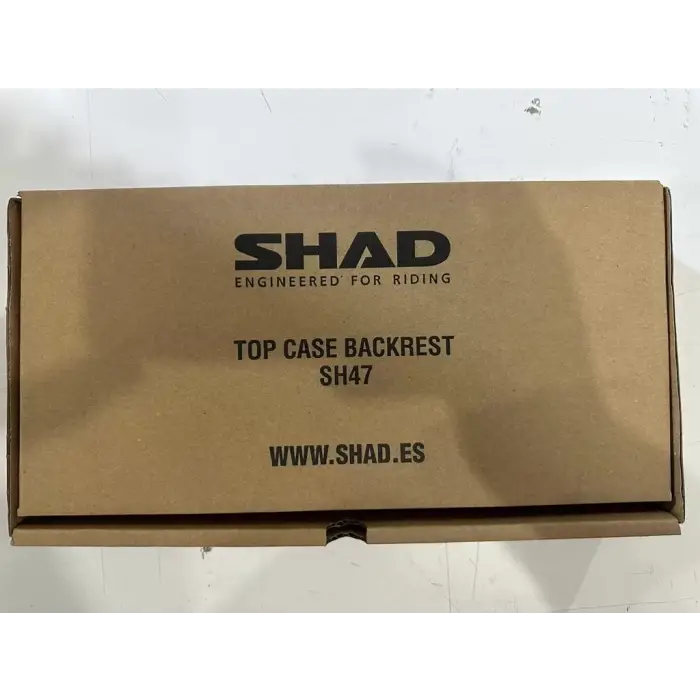 SHAD
ENGINEERED FOR RIDING
TOP CASE BACKREST
SH47
WWW.SHAD.ES